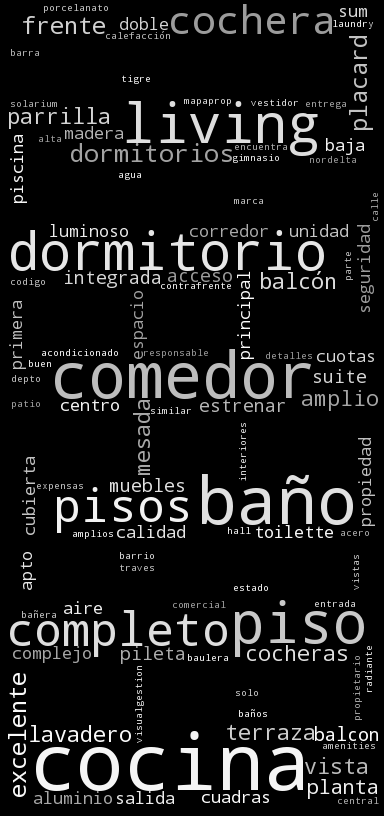 porcelanato
frente
doble
cochera
sum
laundry
calefacción
placard
barra
tigre
solarium
mapaprop
vestidor
entrega
parrilla
living
alta
madera
baja
dormitorios
encuentra
gimnasio
nordelta
piscina
agua
marca
calle
luminoso
corredor
unidad
dormitorio
seguridad
parte
codigo
integrada
acceso
contrafrente
balcón
primera
espacio
principal
acondicionado
responsable
detalles
cuotas
buen
depto
comedor
suite
patio
centro
mesada
similar
estrenar
amplio
interiores
propiedad
cubierta
expensas
muebles
pisos
baño
amplios
calidad
hall
toilette
acero
apto
barrio
traves
vistas
estado
bañera
aire
comercial
entrada
completo
piso
complejo
pileta
baulera
cocheras
propietario
radiante
excelente
visualgestion
solo
baños
lavadero
terraza
balcon
amenities
cocina
vista
planta
aluminio
salida
cuadras
central